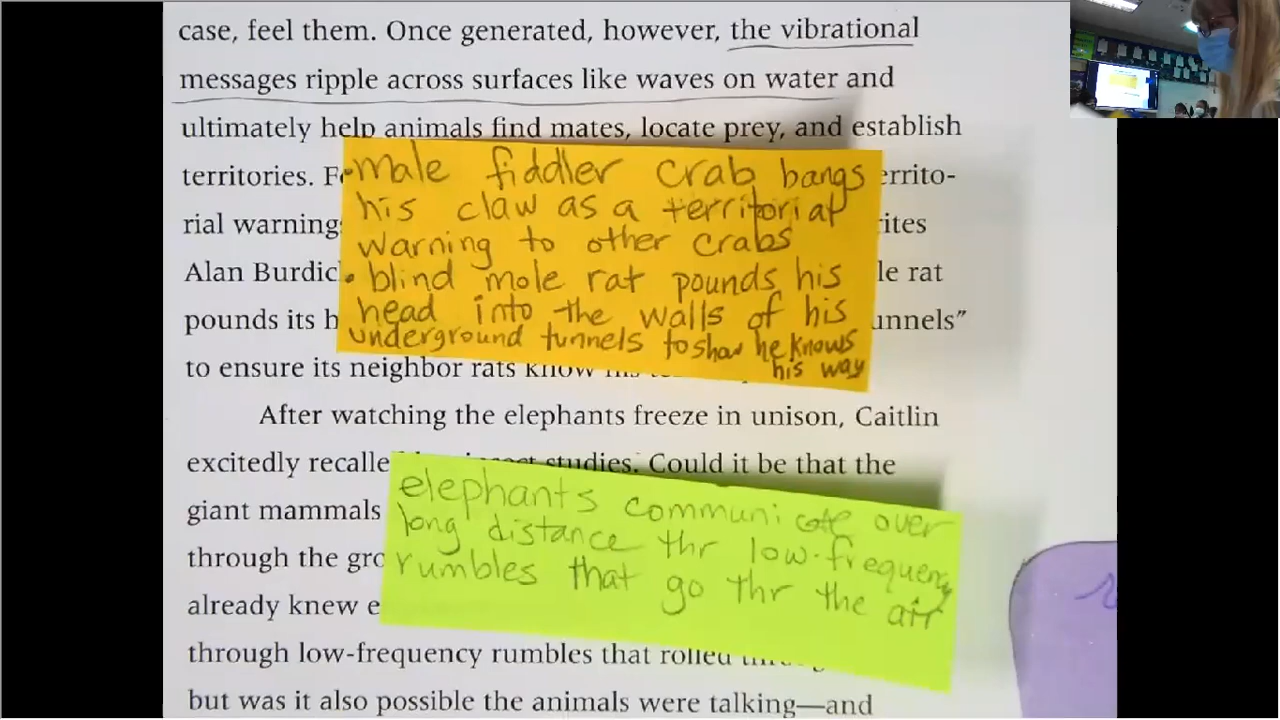 case, feel them. Once generated, however, the vibrational
messages ripple across surfaces like waves on water and
ultimately help animals find mates, locate prey, and establish
territories. F
errito-
rial warning
ites
Alan Burdic
le rat
pounds its h
unnels”
to ensure its neighbor rats know
• male fiddler crab bangs
his claw as a territorial
warning to other crabs
• blind mole rat pounds his
head into the walls of his
underground tunnels to show he knows
his way
After watching the elephants freeze in unison, Caitlin
excitedly recalle
studies. Could it be that the
giant mammals
through the gro
already knew e
through low-frequency rumbles that rolled
but was it also possible the animals were talking—and
elephants communicate over
long distance thr low-frequency
rumbles that go thr the air